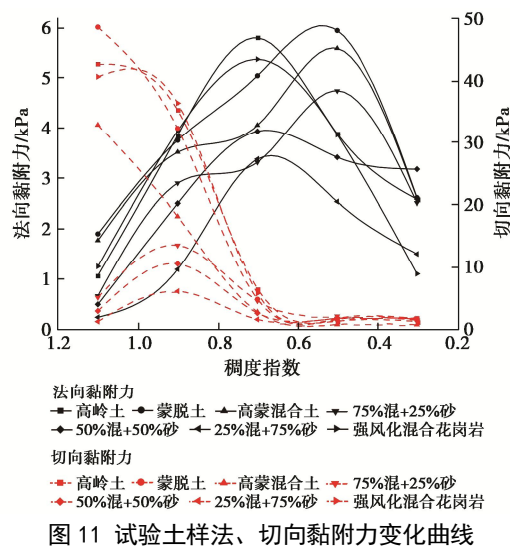 6
5
4
3
2
1
0
法向黏附力/kPa
50
40
30
20
10
0
切向黏附力/kPa
1.2 1.0 0.8 0.6 0.4 0.2
稠度指数
法向黏附力
高岭土 蒙脱土 高蒙混合土 75%混+25%砂
50%混+50%砂 25%混+75%砂 强风化混合花岗岩
切向黏附力
高岭土 蒙脱土 高蒙混合土 75%混+25%砂
50%混+50%砂 25%混+75%砂 强风化混合花岗岩
图 11 试验土样法、切向黏附力变化曲线